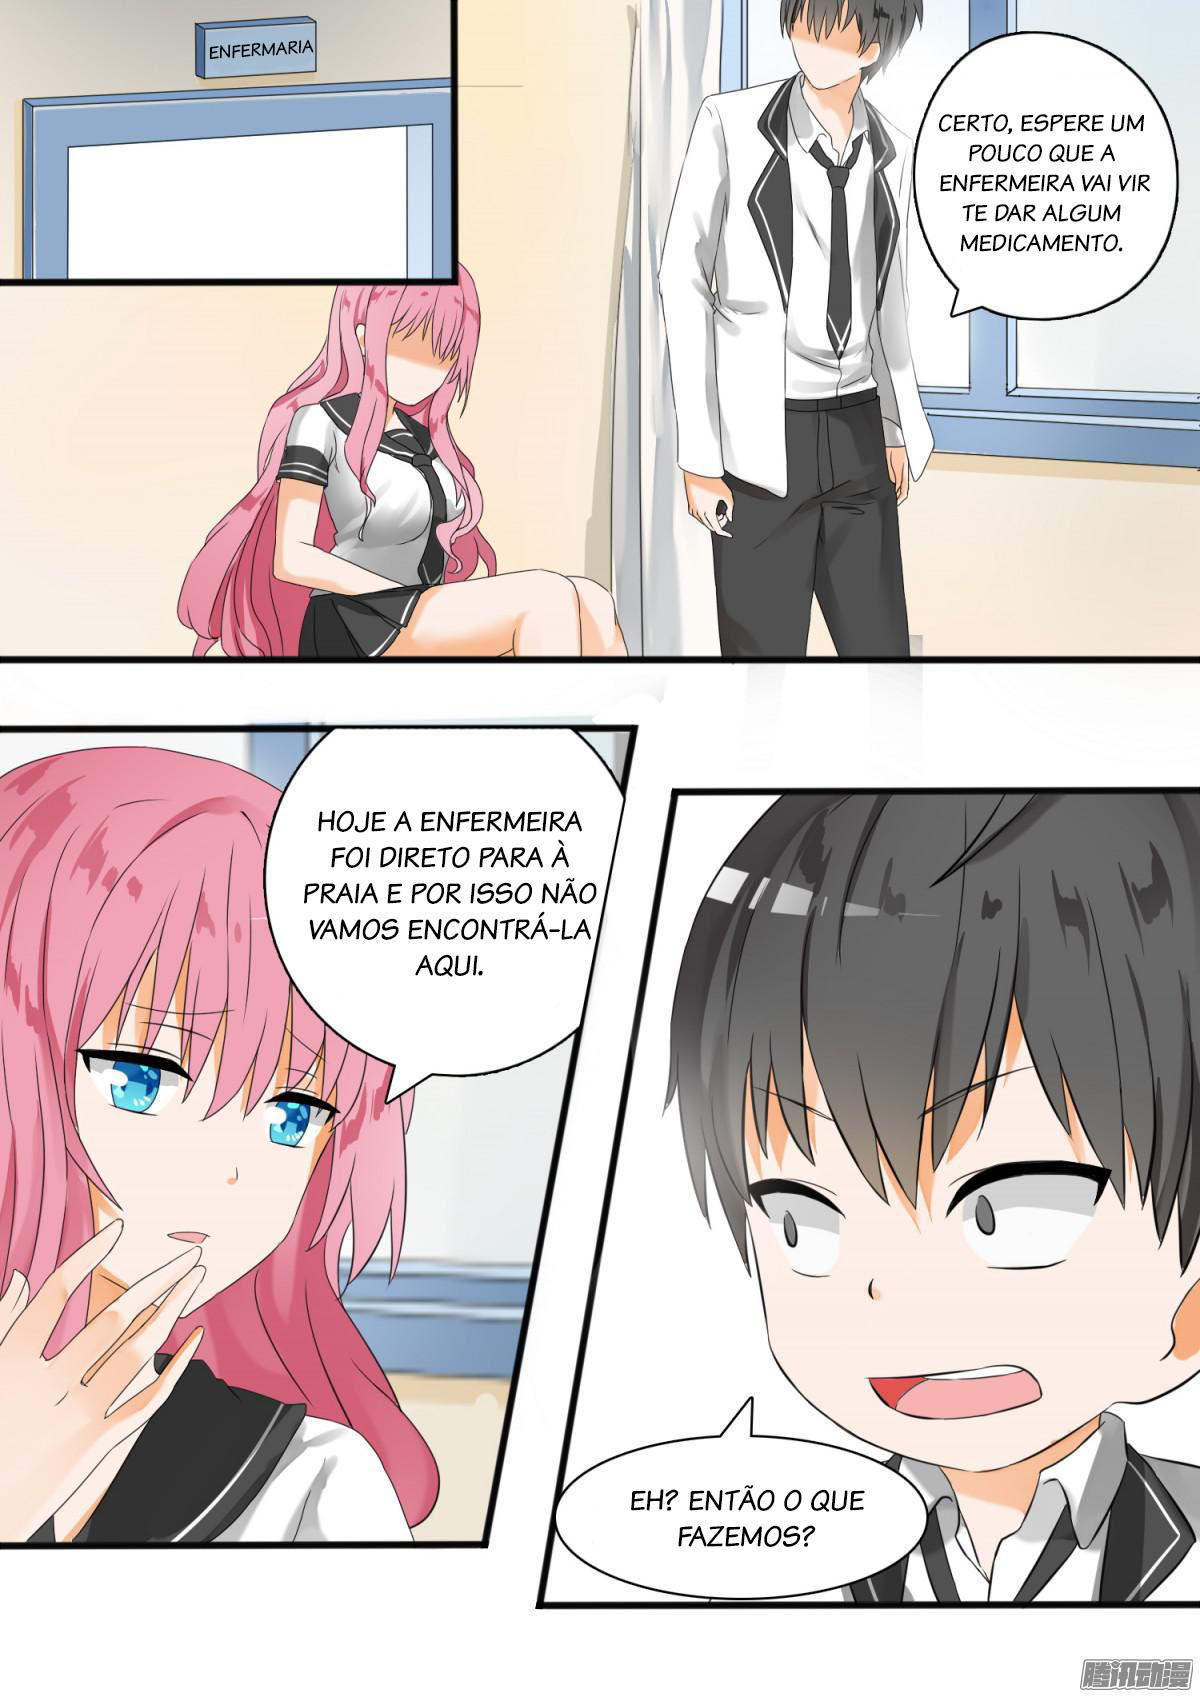 ENFERMARIA
CERTO, ESPERE UM
POUCO QUE A
ENFERMEIRA VAI VIR
TE DAR ALGUM
MEDICAMENTO.
HOJE A ENFERMEIRA
FOI DIRETO PARA À
PRAIA E POR ISSO NÃO
VAMOS ENCONTRÁ-LA
AQUI.
EH? ENTÃO O QUE
FAZEMOS?
腾讯动漫